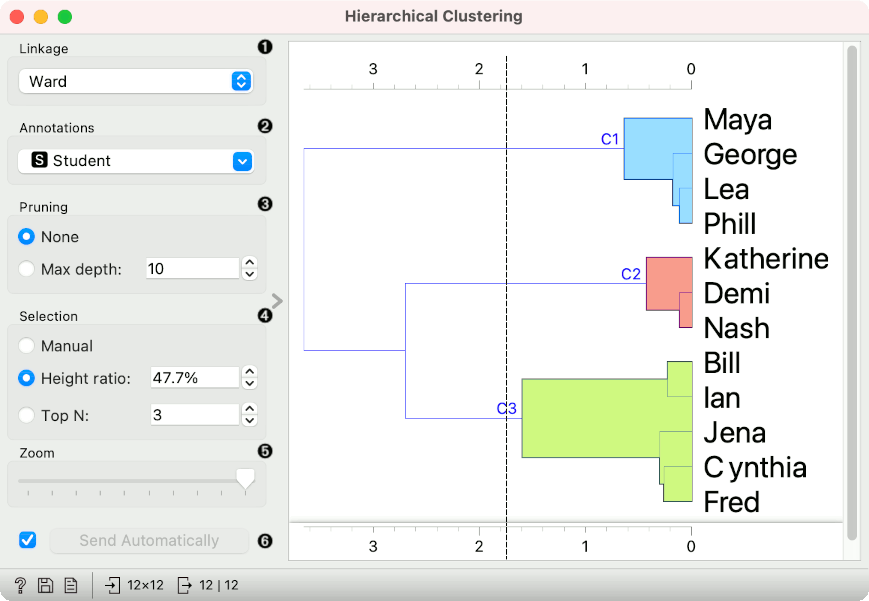 Hierarchical Clustering
Linkage
1
Ward
Annotations
2
S Student
Pruning
3
None
Max depth: 10
Selection
4
Manual
Height ratio: 47.7%
Top N: 3
Zoom
5
Send Automatically
6
3 2 1 0
C1
Maya
George
Lea
Phill
C2
Katherine
Demi
Nash
C3
Bill
Ian
Jena
Cynthia
Fred
3 2 1 0
? 12×12 12 | 12